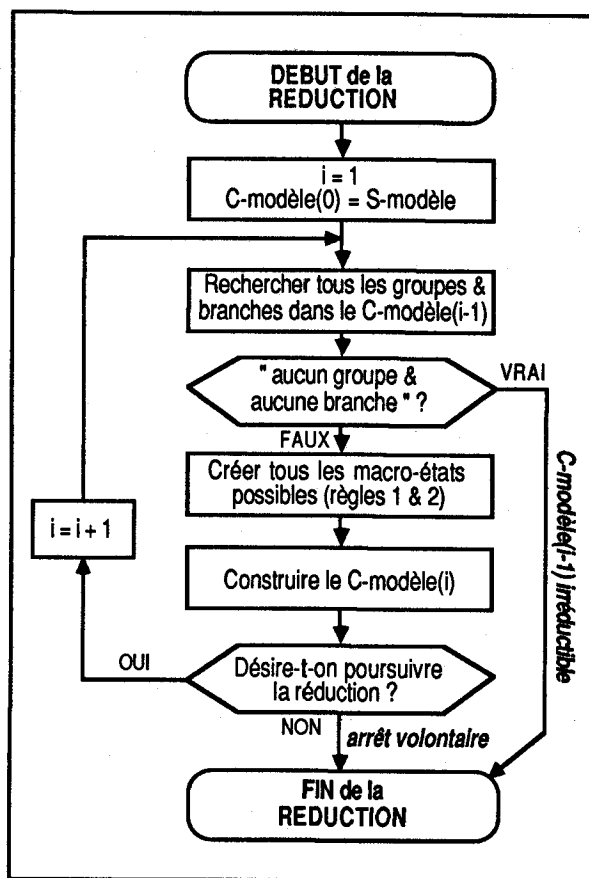 DEBUT de la
REDUCTION
i = 1
C-modèle(0) = S-modèle
Rechercher tous les groupes &
branches dans le C-modèle(i-1)
" aucun groupe &
aucune branche " ?
VRAI
FAUX
Créer tous les macro-états
possibles (règles 1 & 2)
i = i + 1
C-modèle(i-1) irréductible
Construire le C-modèle(i)
OUI
Désire-t-on poursuivre
la réduction ?
NON
arrêt volontaire
FIN de la
REDUCTION